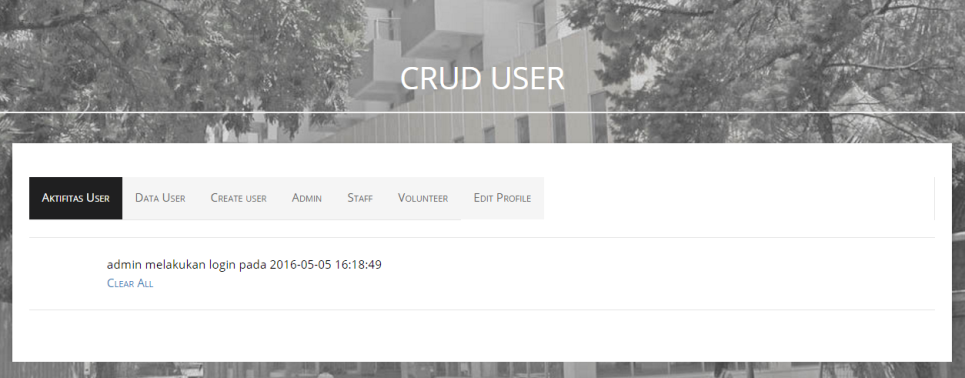 CRUD USER
Aktifitas User Data User Create user Admin Staff Volunteer Edit Profile
admin melakukan login pada 2016-05-05 16:18:49
Clear All